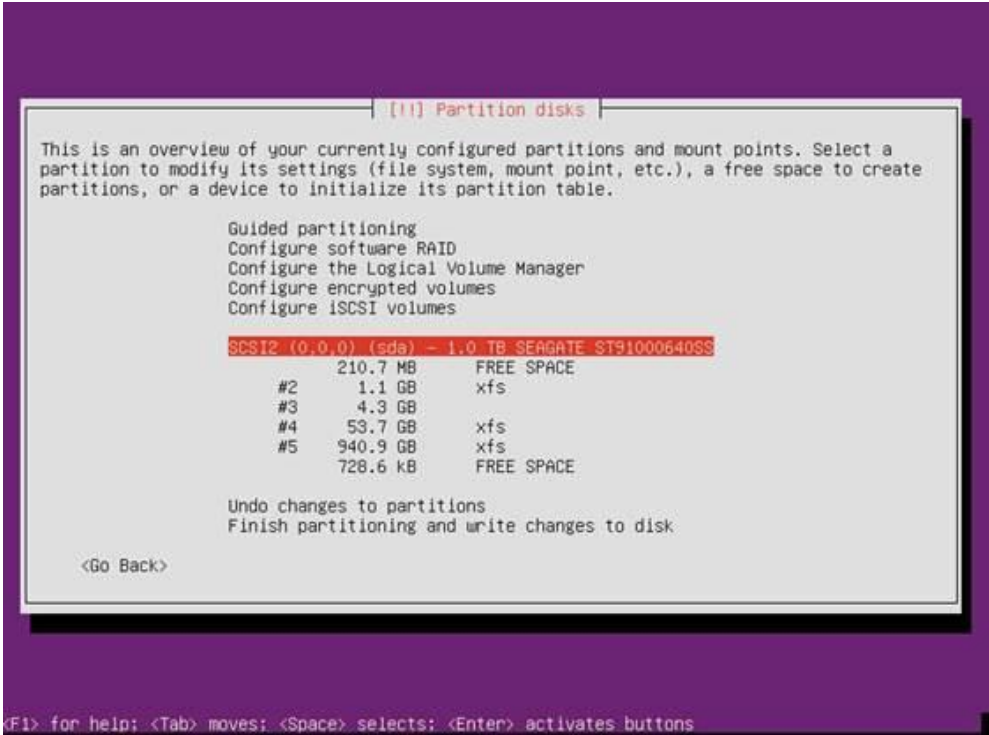 [!!] Partition disks
This is an overview of your currently configured partitions and mount points. Select a
partition to modify its settings (file system, mount point, etc.), a free space to create
partitions, or a device to initialize its partition table.
Guided partitioning
Configure software RAID
Configure the Logical Volume Manager
Configure encrypted volumes
Configure iSCSI volumes
SCSI2 (0,0,0) (sda) - 1.0 TB SEAGATE ST91000640SS
210.7 MB FREE SPACE
#2 1.1 GB xfs
#3 4.3 GB
#4 53.7 GB xfs
#5 940.9 GB xfs
728.6 kB FREE SPACE
Undo changes to partitions
Finish partitioning and write changes to disk
<Go Back>
<F1> for help; <Tab> moves; <Space> selects; <Enter> activates buttons